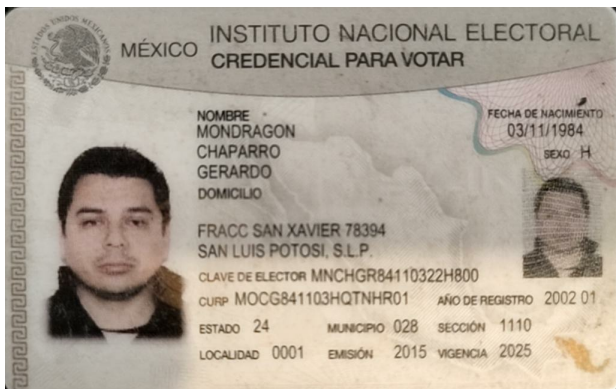 MÉXICO
INSTITUTO NACIONAL ELECTORAL
CREDENCIAL PARA VOTAR
NOMBRE
MONDRAGON
CHAPARRO
GERARDO
FECHA DE NACIMIENTO
03/11/1984
SEXO H
DOMICILIO
FRACC SAN XAVIER 78394
SAN LUIS POTOSI, S.L.P.
CLAVE DE ELECTOR MNCHGR84110322H800
CURP MOCG841103HQTNHR01 AÑO DE REGISTRO 2002 01
ESTADO 24 MUNICIPIO 028 SECCIÓN 1110
LOCALIDAD 0001 EMISIÓN 2015 VIGENCIA 2025